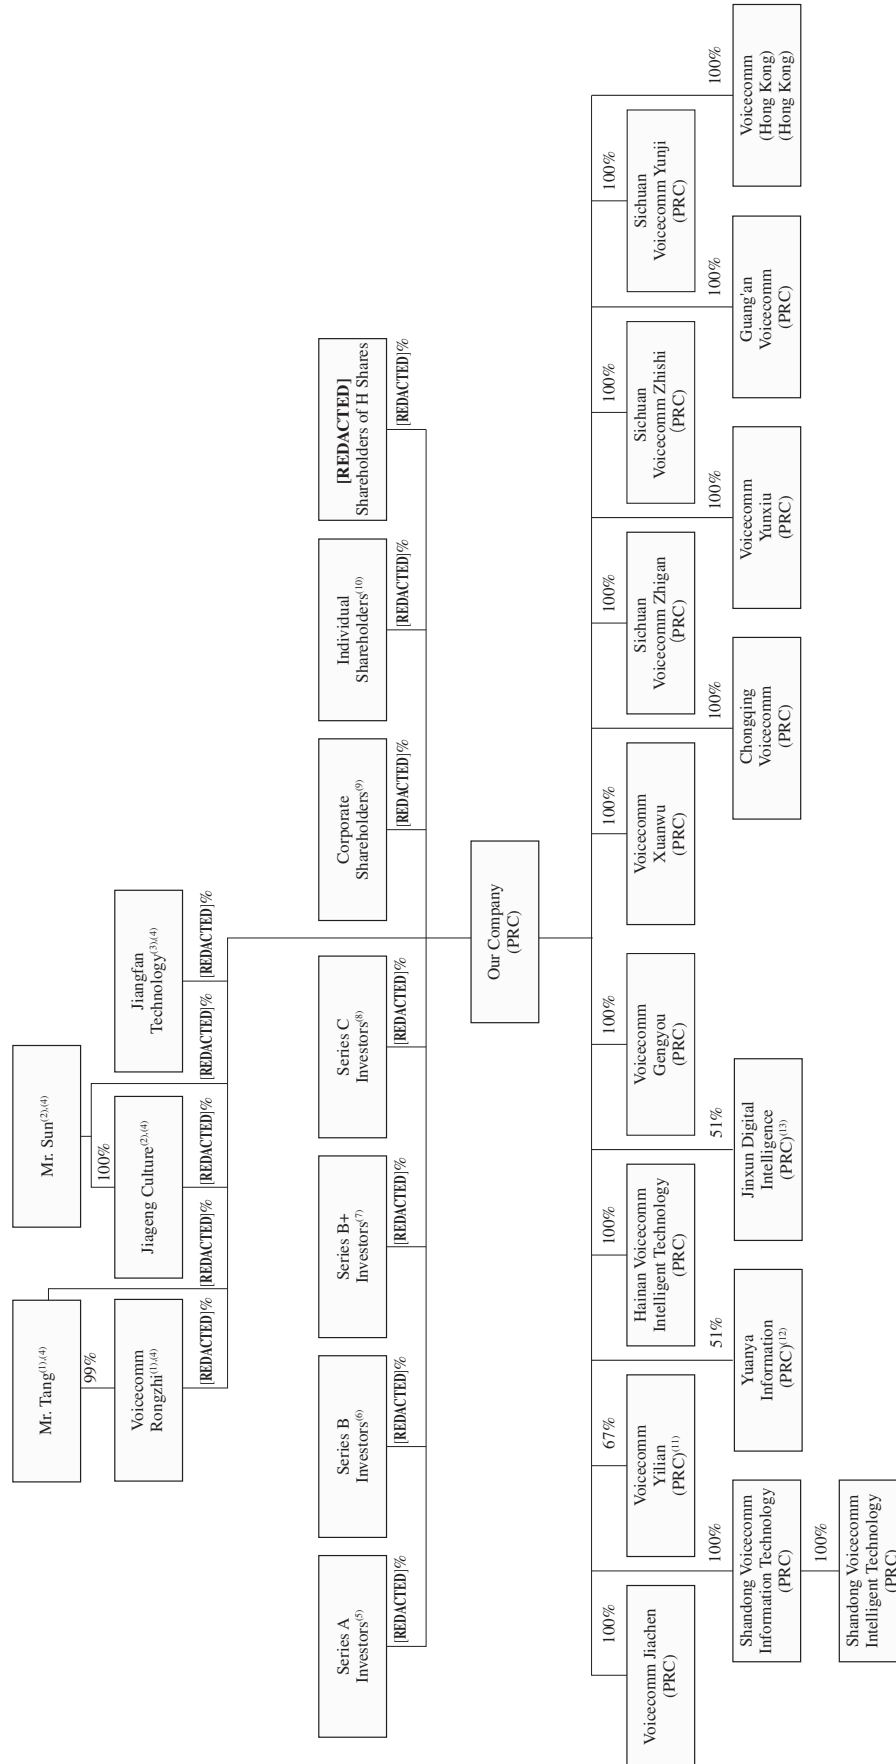 Mr. Tang(1),(4)
99%
Voicecomm
Rongzhi(1),(4)
[REDACTED]%
[REDACTED]%
Mr. Sun(2),(4)
100%
Jiageng Culture(2),(4)
[REDACTED]%
[REDACTED]%
Jiangfan
Technology(3),(4)
[REDACTED]%
Series A
Investors(5)
[REDACTED]%
Series B
Investors(6)
[REDACTED]%
Series B+
Investors(7)
[REDACTED]%
Series C
Investors(8)
[REDACTED]%
Corporate
Shareholders(9)
[REDACTED]%
Individual
Shareholders(10)
[REDACTED]%
[REDACTED]
Shareholders of H Shares
[REDACTED]%
Our Company
(PRC)
100%
Voicecomm Jiachen
(PRC)
67%
Voicecomm
Yilian
(PRC)(11)
100%
Hainan Voicecomm
Intelligent Technology
(PRC)
100%
Voicecomm
Gengyou
(PRC)
100%
Voicecomm
Xuanwu
(PRC)
100%
Sichuan
Voicecomm Zhigan
(PRC)
100%
Sichuan
Voicecomm Zhishi
(PRC)
100%
Sichuan
Voicecomm Yunji
(PRC)
100%
Shandong Voicecomm
Information Technology
(PRC)
51%
Yuanya
Information
(PRC)(12)
51%
Jinxun Digital
Intelligence
(PRC)(13)
100%
Chongqing
Voicecomm
(PRC)
100%
Voicecomm
Yunxiu
(PRC)
100%
Guang'an
Voicecomm
(PRC)
100%
Voicecomm
(Hong Kong)
(Hong Kong)
100%
Shandong Voicecomm
Intelligent Technology
(PRC)